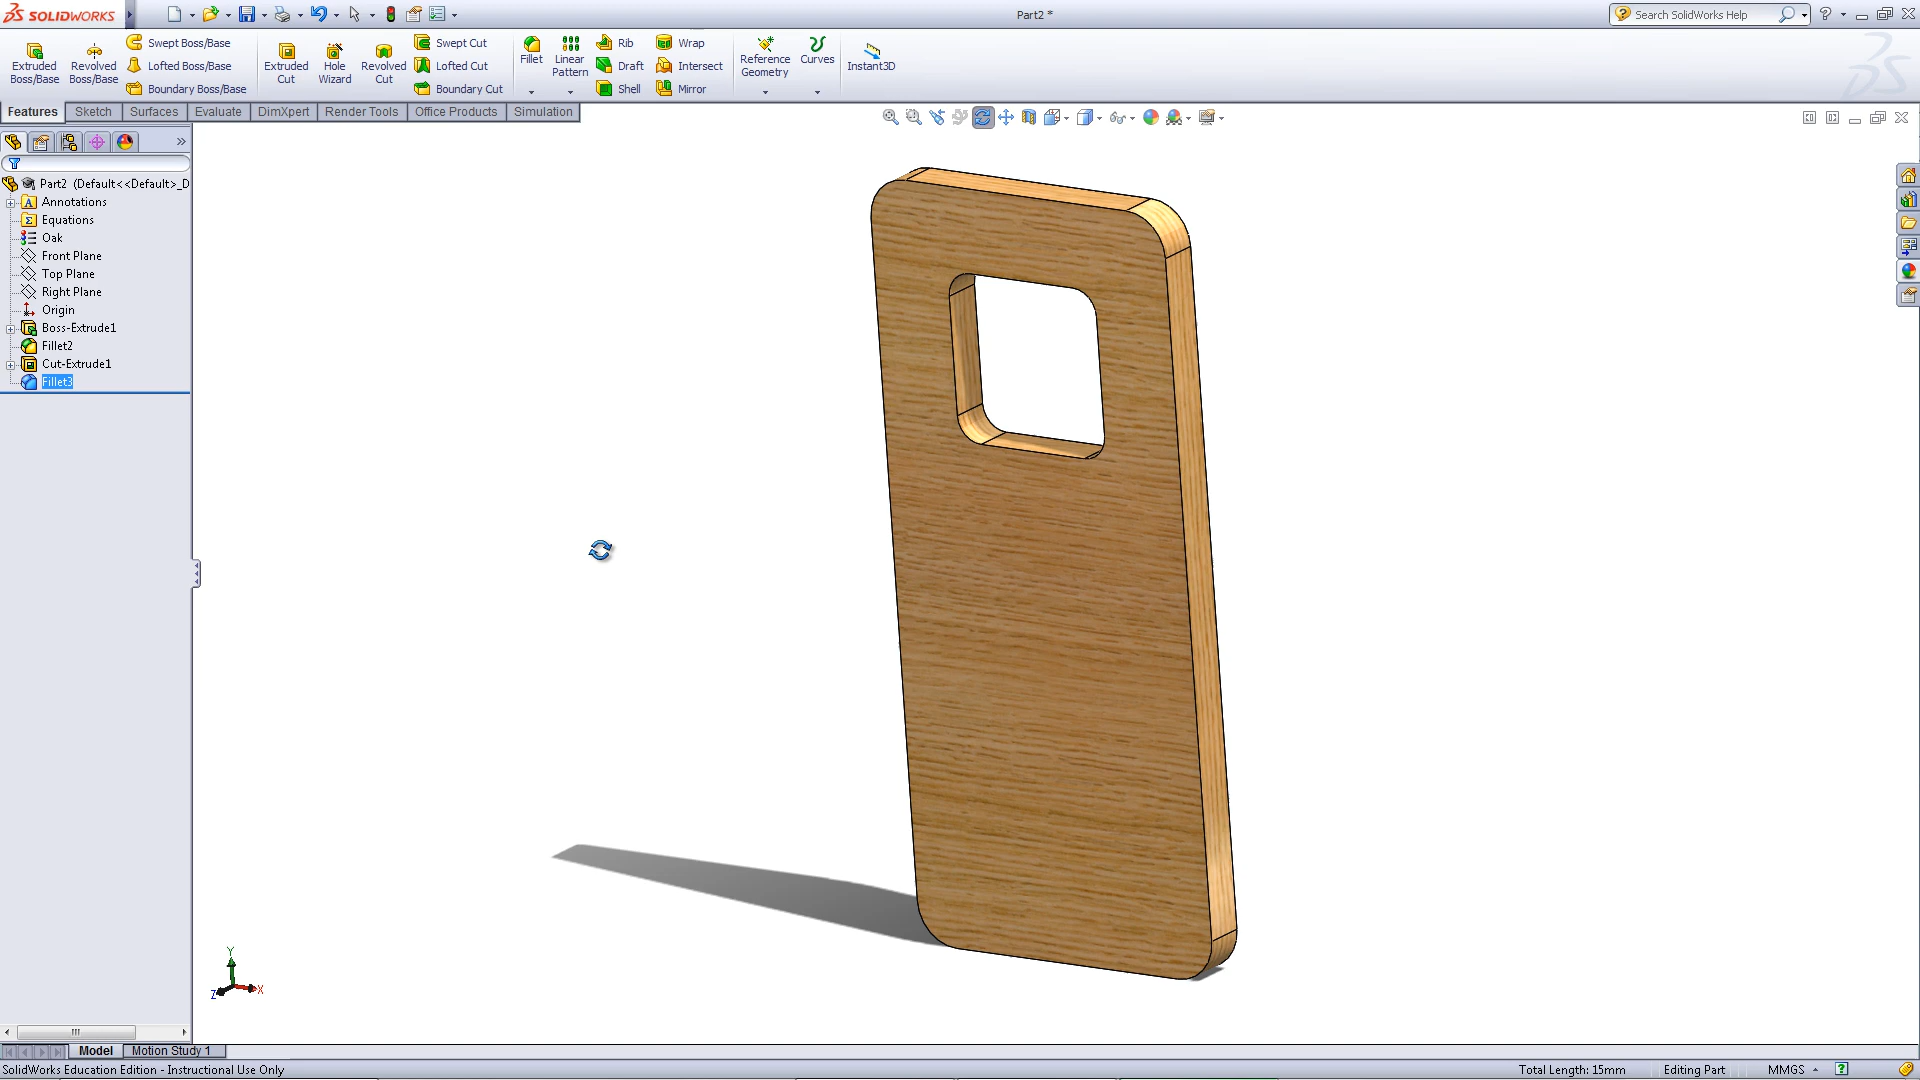 SOLIDWORKS
Part2 *
Search SolidWorks Help
Extruded Boss/Base
Revolved Boss/Base
Swept Boss/Base
Lofted Boss/Base
Boundary Boss/Base
Extruded Cut
Hole Wizard
Revolved Cut
Swept Cut
Lofted Cut
Boundary Cut
Fillet
Linear Pattern
Rib
Draft
Shell
Wrap
Intersect
Mirror
Reference Geometry
Curves
Instant3D
Features
Sketch
Surfaces
Evaluate
DimXpert
Render Tools
Office Products
Simulation
Part2 (Default<<Default>_D
Annotations
Equations
Oak
Front Plane
Top Plane
Right Plane
Origin
Boss-Extrude1
Fillet2
Cut-Extrude1
Fillet3
Y
Z
X
Model
Motion Study 1
SolidWorks Education Edition - Instructional Use Only
Total Length: 15mm
Editing Part
MMGS